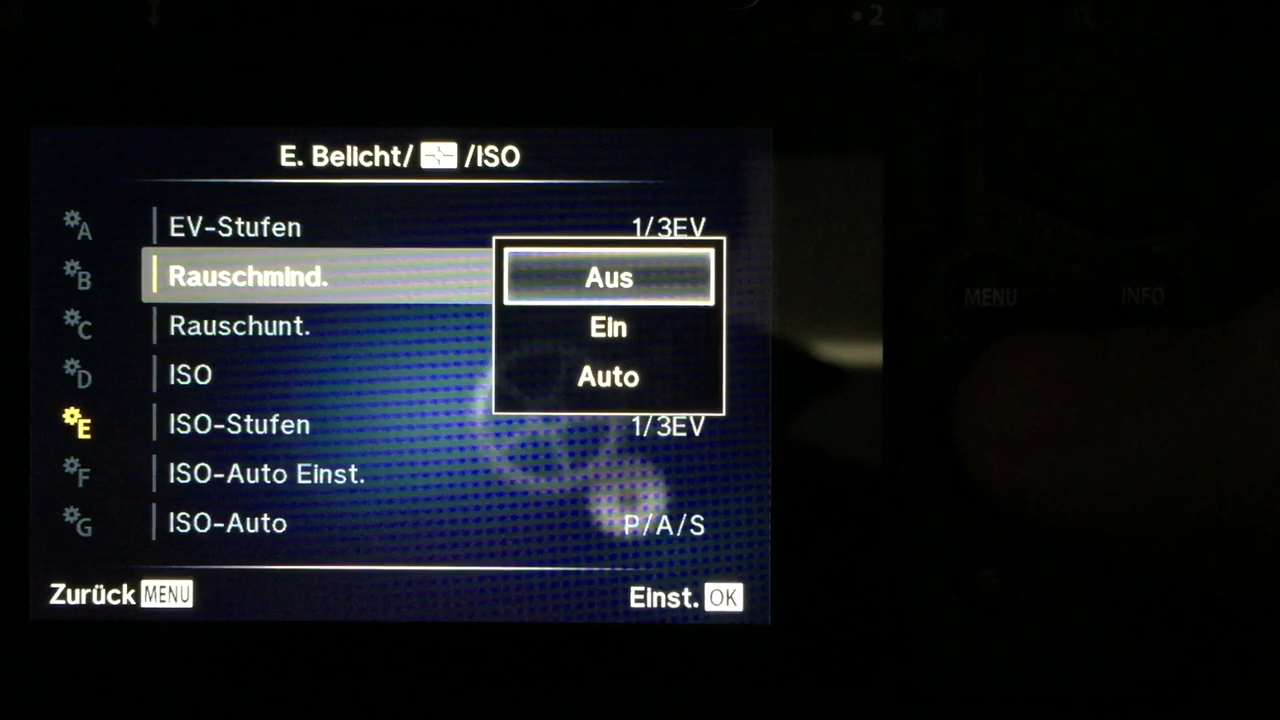 •2
E. Belicht/ /ISO
A EV-Stufen 1/3EV
B Rauschmind. Aus
C Rauschunt. Ein
D ISO Auto
E ISO-Stufen 1/3EV
F ISO-Auto Einst.
G ISO-Auto P/A/S
Zurück MENU Einst. OK
MENU INFO